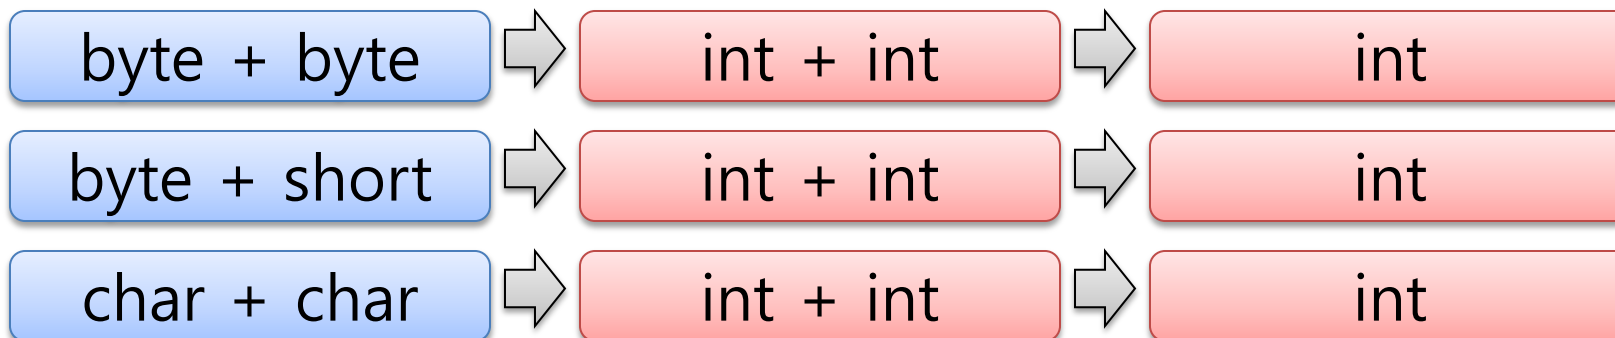 byte + byte int + int int
byte + short int + int int
char + char int + int int